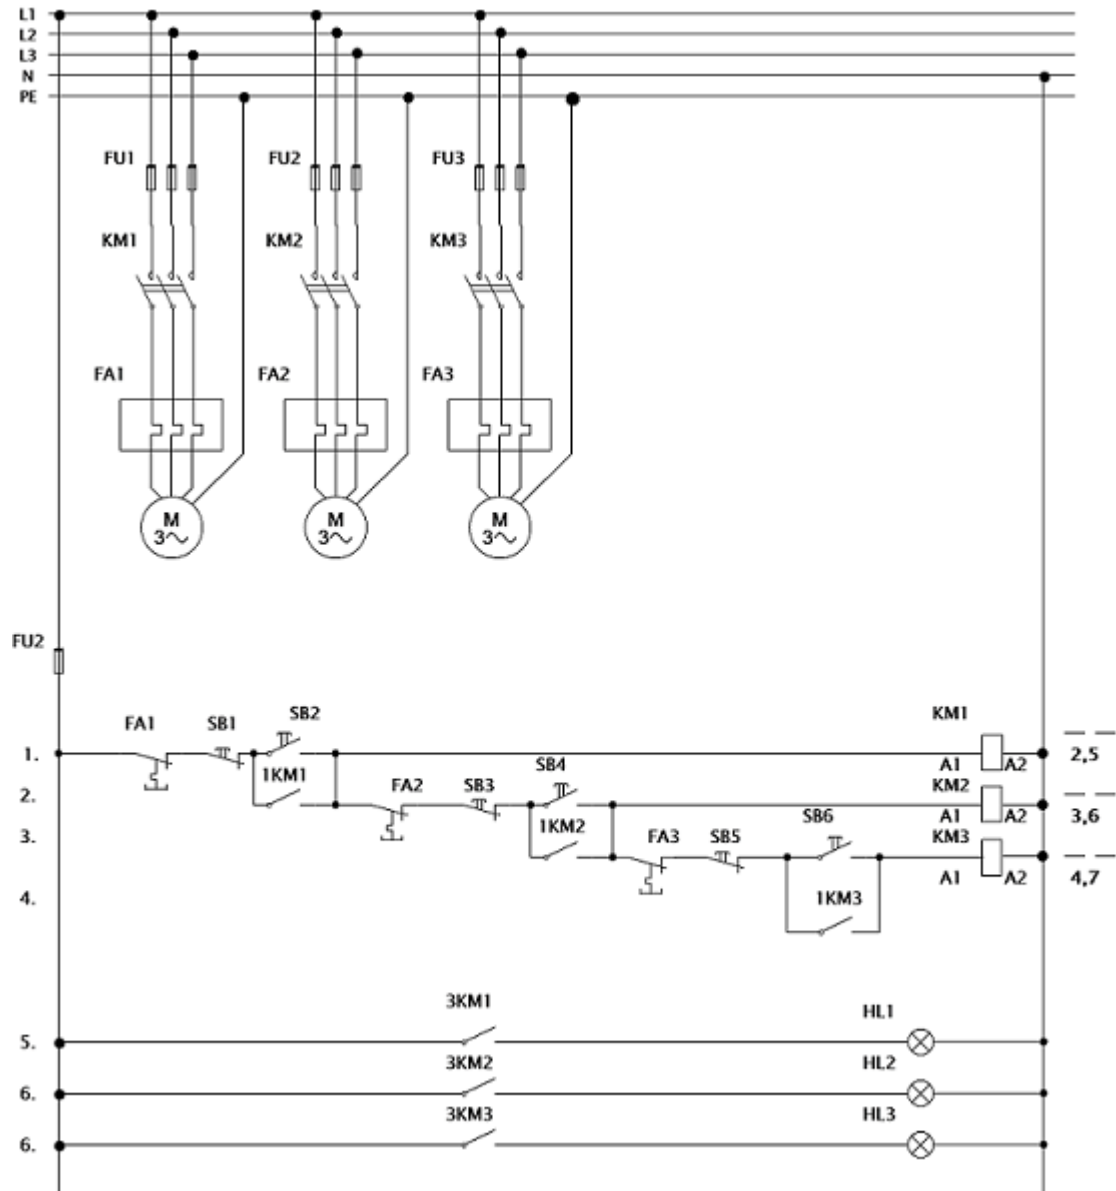 L1
L2
L3
N
PE
FU1 FU2 FU3
KM1 KM2 KM3
FA1 FA2 FA3
M M M
3~ 3~ 3~
FU2
FA1 SB1 SB2 KM1
1. A1 A2 2,5
1KM1 FA2 SB3 SB4 KM2
2. A1 A2 3,6
3. 1KM2 FA3 SB5 SB6 KM3
A1 A2 4,7
4. 1KM3
3KM1 HL1
5.
3KM2 HL2
6.
3KM3 HL3
6.